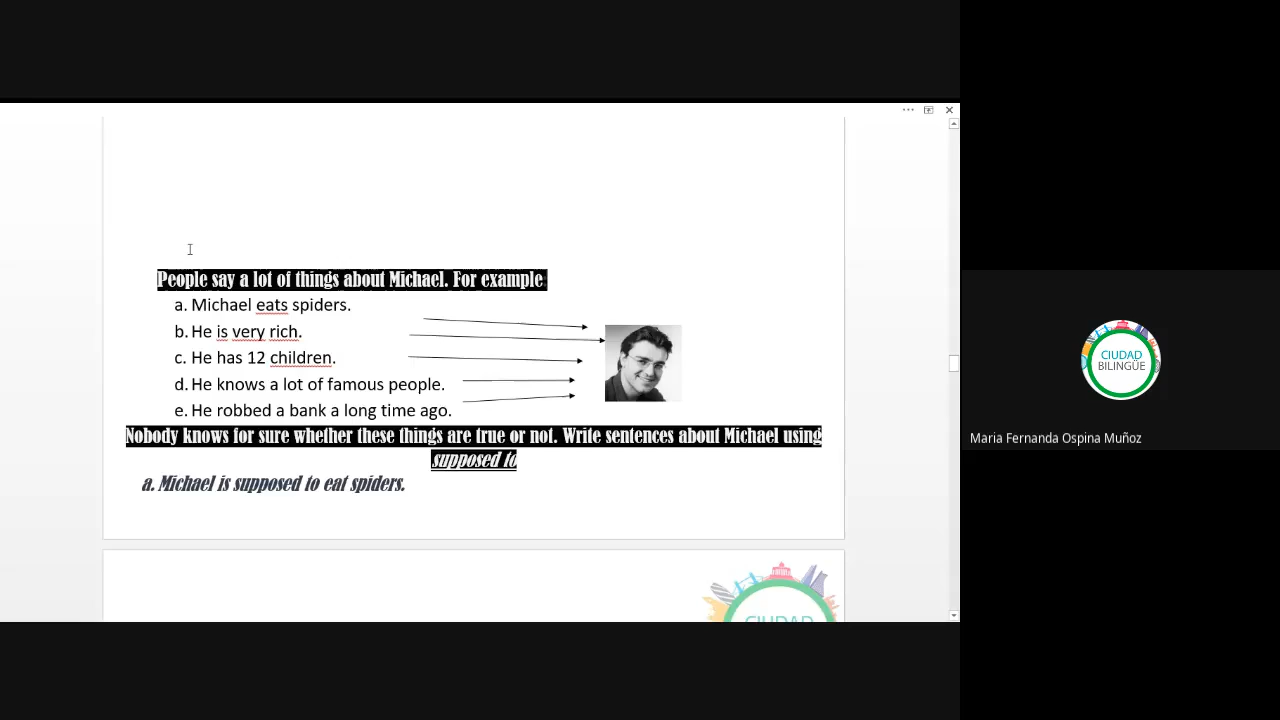 People say a lot of things about Michael. For example:
a. Michael eats spiders.
b. He is very rich.
c. He has 12 children.
d. He knows a lot of famous people.
e. He robbed a bank a long time ago.
Nobody knows for sure whether these things are true or not. Write sentences about Michael using
supposed to
a. Michael is supposed to eat spiders.
CIUDAD
CIUDAD
BILINGÜE
Maria Fernanda Ospina Muñoz